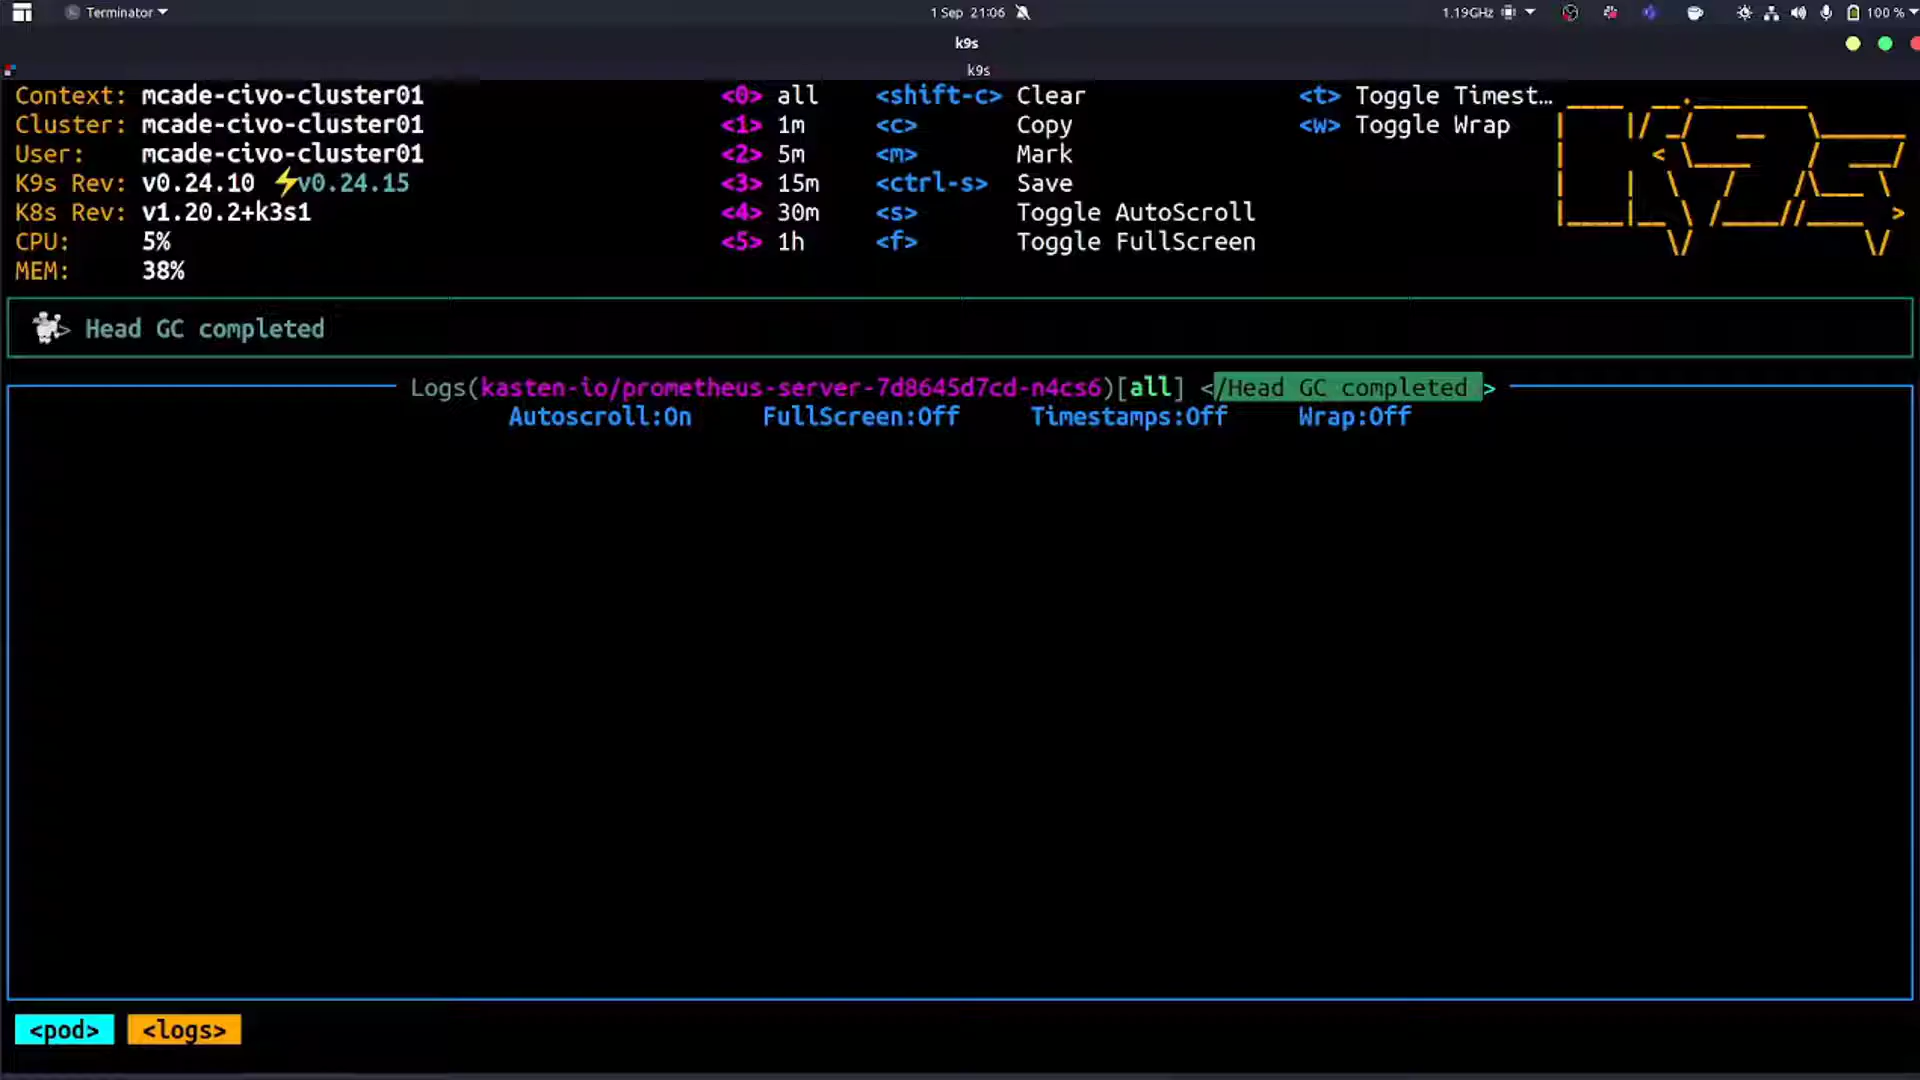 Terminator
1 Sep 21:06
1.19GHz
100 %
k9s
k9s
Context: mcade-civo-cluster01
Cluster: mcade-civo-cluster01
User: mcade-civo-cluster01
K9s Rev: v0.24.10 ⚡v0.24.15
K8s Rev: v1.20.2+k3s1
CPU: 5%
MEM: 38%
<0> all
<1> 1m
<2> 5m
<3> 15m
<4> 30m
<5> 1h
<shift-c> Clear
<c> Copy
<m> Mark
<ctrl-s> Save
<s> Toggle AutoScroll
<f> Toggle FullScreen
<t> Toggle Timest…
<w> Toggle Wrap
K9s
> Head GC completed
Logs(kasten-io/prometheus-server-7d8645d7cd-n4cs6)[all] </Head GC completed >
Autoscroll:On FullScreen:Off Timestamps:Off Wrap:Off
<pod> <logs>